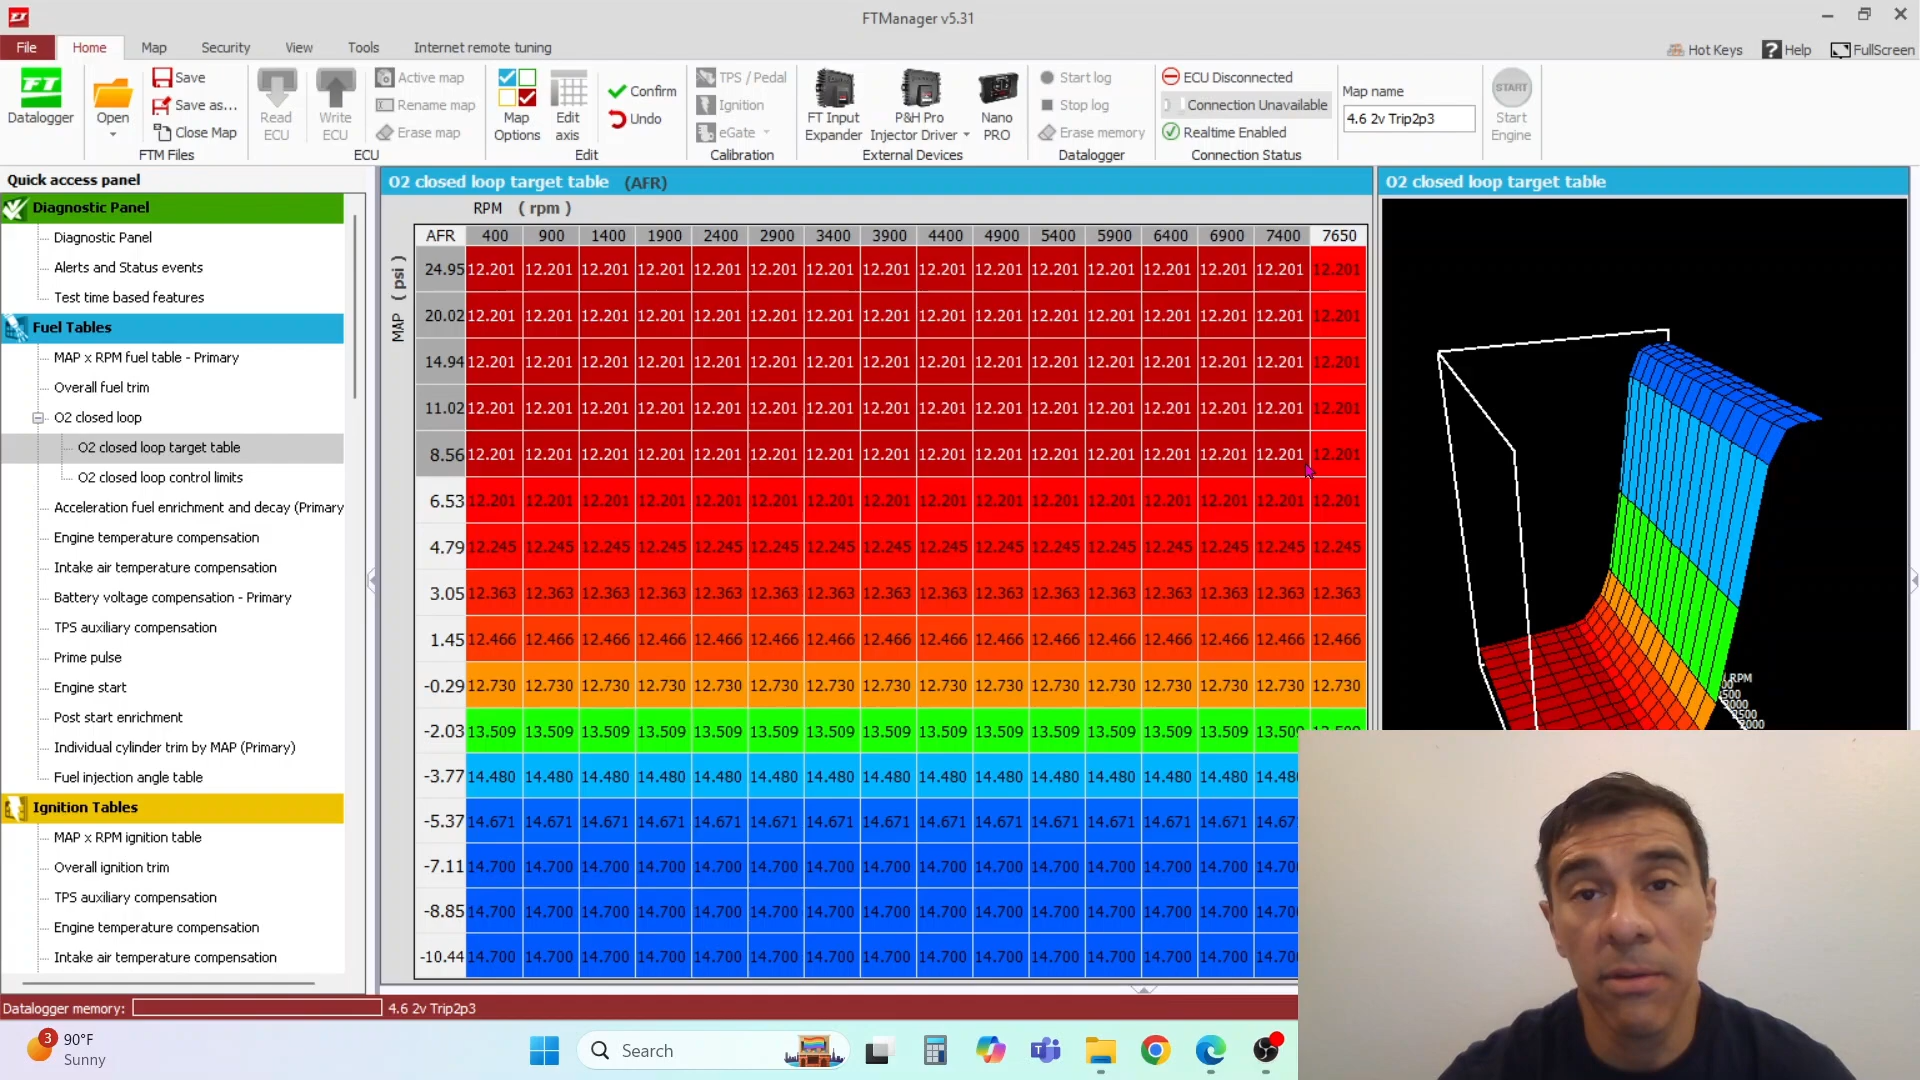 FT
FTManager v5.31
File Home Map Security View Tools Internet remote tuning
Hot Keys ? Help FullScreen
FT Datalogger
Open
Save
Save as...
Close Map
FTM Files
Read ECU
Write ECU
ECU
Active map
Rename map
Erase map
Map Options
Edit axis
Confirm
Undo
Edit
TPS / Pedal
Ignition
eGate
Calibration
FT Input Expander
P&H Pro Injector Driver
Nano PRO
External Devices
Start log
Stop log
Erase memory
Datalogger
ECU Disconnected
Connection Unavailable
Realtime Enabled
Connection Status
Map name
4.6 2v Trip2p3
START
Start Engine
Quick access panel
Diagnostic Panel
Diagnostic Panel
Alerts and Status events
Test time based features
Fuel Tables
MAP x RPM fuel table - Primary
Overall fuel trim
O2 closed loop
O2 closed loop target table
O2 closed loop control limits
Acceleration fuel enrichment and decay (Primary
Engine temperature compensation
Intake air temperature compensation
Battery voltage compensation - Primary
TPS auxiliary compensation
Prime pulse
Engine start
Post start enrichment
Individual cylinder trim by MAP (Primary)
Fuel injection angle table
Ignition Tables
MAP x RPM ignition table
Overall ignition trim
TPS auxiliary compensation
Engine temperature compensation
Intake air temperature compensation
O2 closed loop target table (AFR)
RPM ( rpm )
MAP ( psi )
AFR 400 900 1400 1900 2400 2900 3400 3900 4400 4900 5400 5900 6400 6900 7400 7650
24.95 12.201 12.201 12.201 12.201 12.201 12.201 12.201 12.201 12.201 12.201 12.201 12.201 12.201 12.201 12.201 12.201
20.02 12.201 12.201 12.201 12.201 12.201 12.201 12.201 12.201 12.201 12.201 12.201 12.201 12.201 12.201 12.201 12.201
14.94 12.201 12.201 12.201 12.201 12.201 12.201 12.201 12.201 12.201 12.201 12.201 12.201 12.201 12.201 12.201 12.201
11.02 12.201 12.201 12.201 12.201 12.201 12.201 12.201 12.201 12.201 12.201 12.201 12.201 12.201 12.201 12.201 12.201
8.56 12.201 12.201 12.201 12.201 12.201 12.201 12.201 12.201 12.201 12.201 12.201 12.201 12.201 12.201 12.201 12.201
6.53 12.201 12.201 12.201 12.201 12.201 12.201 12.201 12.201 12.201 12.201 12.201 12.201 12.201 12.201 12.201 12.201
4.79 12.245 12.245 12.245 12.245 12.245 12.245 12.245 12.245 12.245 12.245 12.245 12.245 12.245 12.245 12.245 12.245
3.05 12.363 12.363 12.363 12.363 12.363 12.363 12.363 12.363 12.363 12.363 12.363 12.363 12.363 12.363 12.363 12.363
1.45 12.466 12.466 12.466 12.466 12.466 12.466 12.466 12.466 12.466 12.466 12.466 12.466 12.466 12.466 12.466 12.466
-0.29 12.730 12.730 12.730 12.730 12.730 12.730 12.730 12.730 12.730 12.730 12.730 12.730 12.730 12.730 12.730 12.730
-2.03 13.509 13.509 13.509 13.509 13.509 13.509 13.509 13.509 13.509 13.509 13.509 13.509 13.509 13.509 13.509
-3.77 14.480 14.480 14.480 14.480 14.480 14.480 14.480 14.480 14.480 14.480 14.480 14.480 14.480 14.480 14.480
-5.37 14.671 14.671 14.671 14.671 14.671 14.671 14.671 14.671 14.671 14.671 14.671 14.671 14.671 14.671 14.671
-7.11 14.700 14.700 14.700 14.700 14.700 14.700 14.700 14.700 14.700 14.700 14.700 14.700 14.700 14.700 14.70
-8.85 14.700 14.700 14.700 14.700 14.700 14.700 14.700 14.700 14.700 14.700 14.700 14.700 14.700 14.700 14.70
-10.44 14.700 14.700 14.700 14.700 14.700 14.700 14.700 14.700 14.700 14.700 14.700 14.700 14.700 14.700 14.70
O2 closed loop target table
RPM
2000
Datalogger memory: 4.6 2v Trip2p3
3
90°F
Sunny
Search